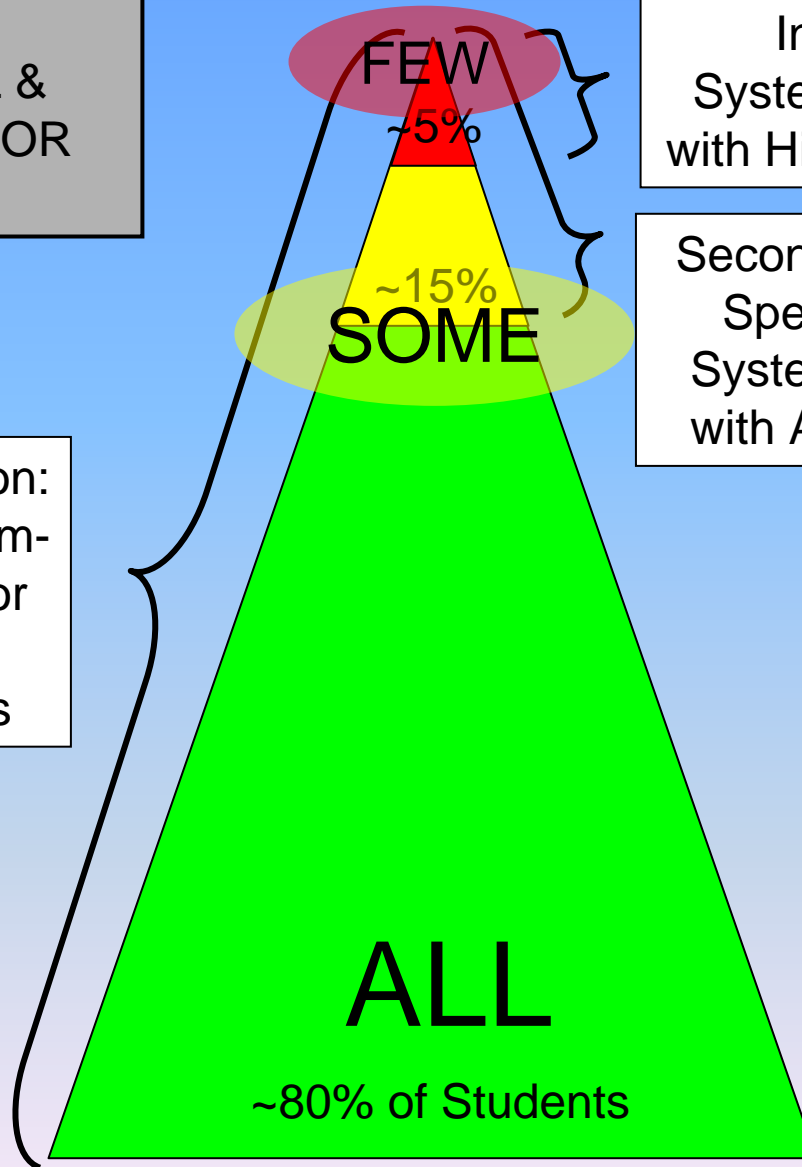 &
OR
FEW
~5%
In
Syste
with Hi
~15%
SOME
Secon
Spe
Syste
with A
on:
m-
or
s
ALL
~80% of Students